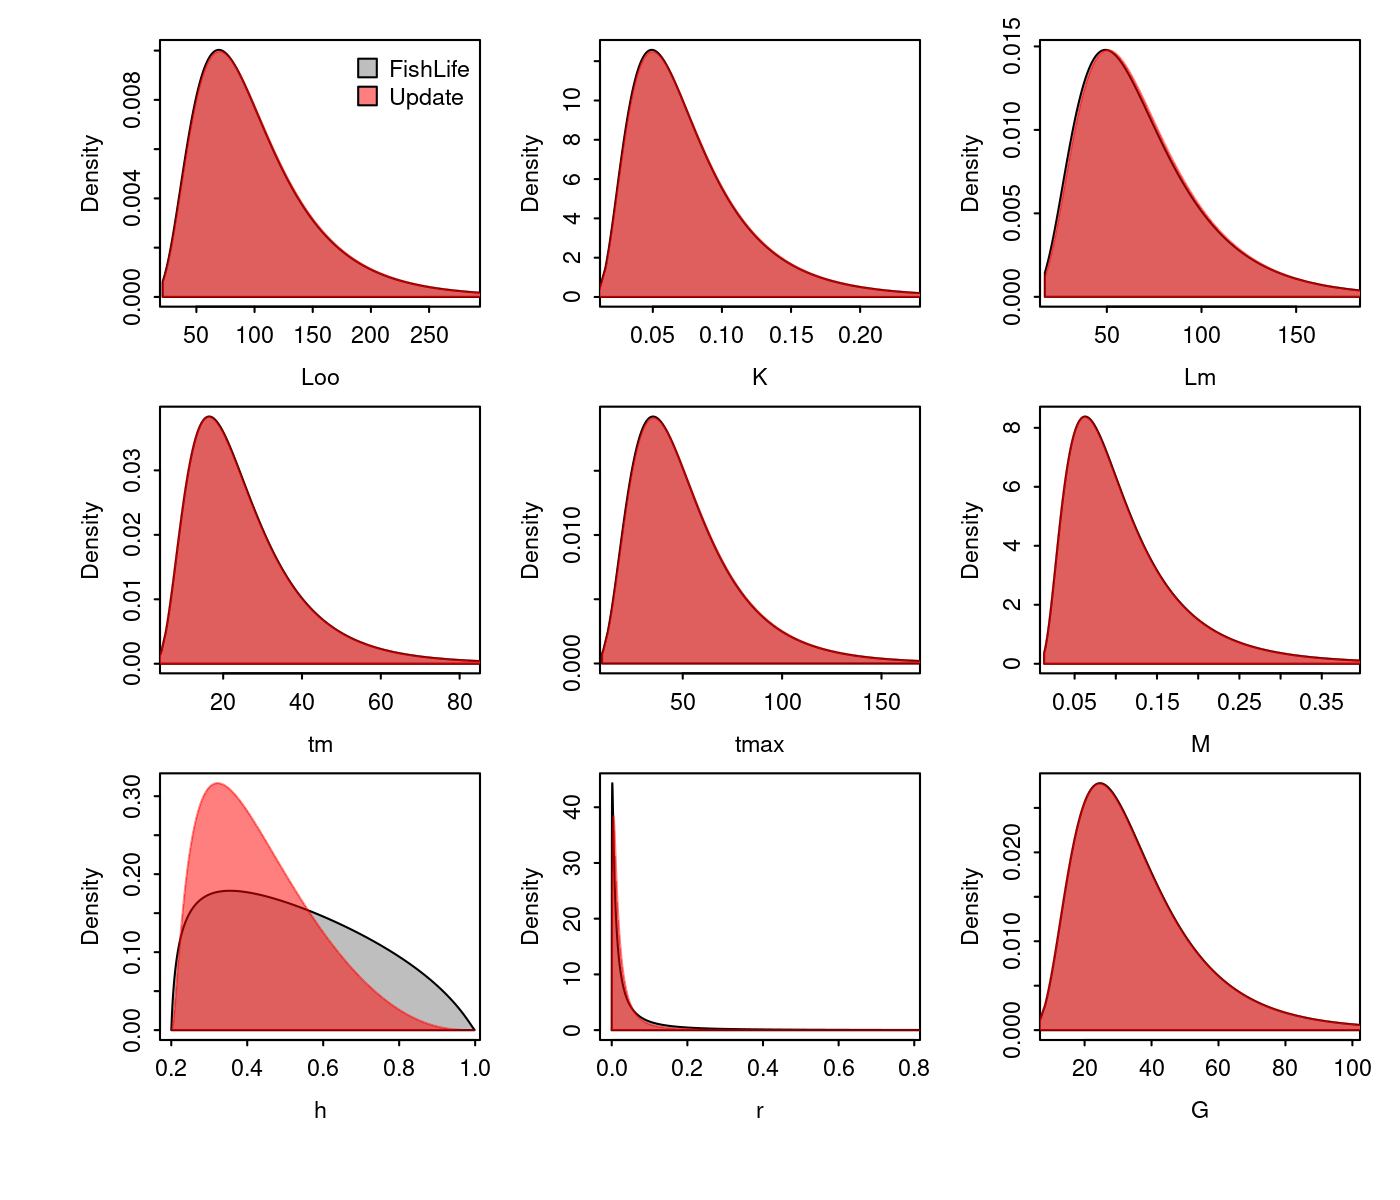 FishLife
Update
Density
0.000 0.004 0.008
50 100 150 200 250
Loo
Density
0 2 4 6 8 10
0.05 0.10 0.15 0.20
K
Density
0.000 0.005 0.010 0.015
50 100 150
Lm
Density
0.00 0.01 0.02 0.03
20 40 60 80
tm
Density
0.000 0.010
50 100 150
tmax
Density
0 2 4 6 8
0.05 0.15 0.25 0.35
M
Density
0.00 0.10 0.20 0.30
0.2 0.4 0.6 0.8 1.0
h
Density
0 10 20 30 40
0.0 0.2 0.4 0.6 0.8
r
Density
0.000 0.010 0.020
20 40 60 80 100
G